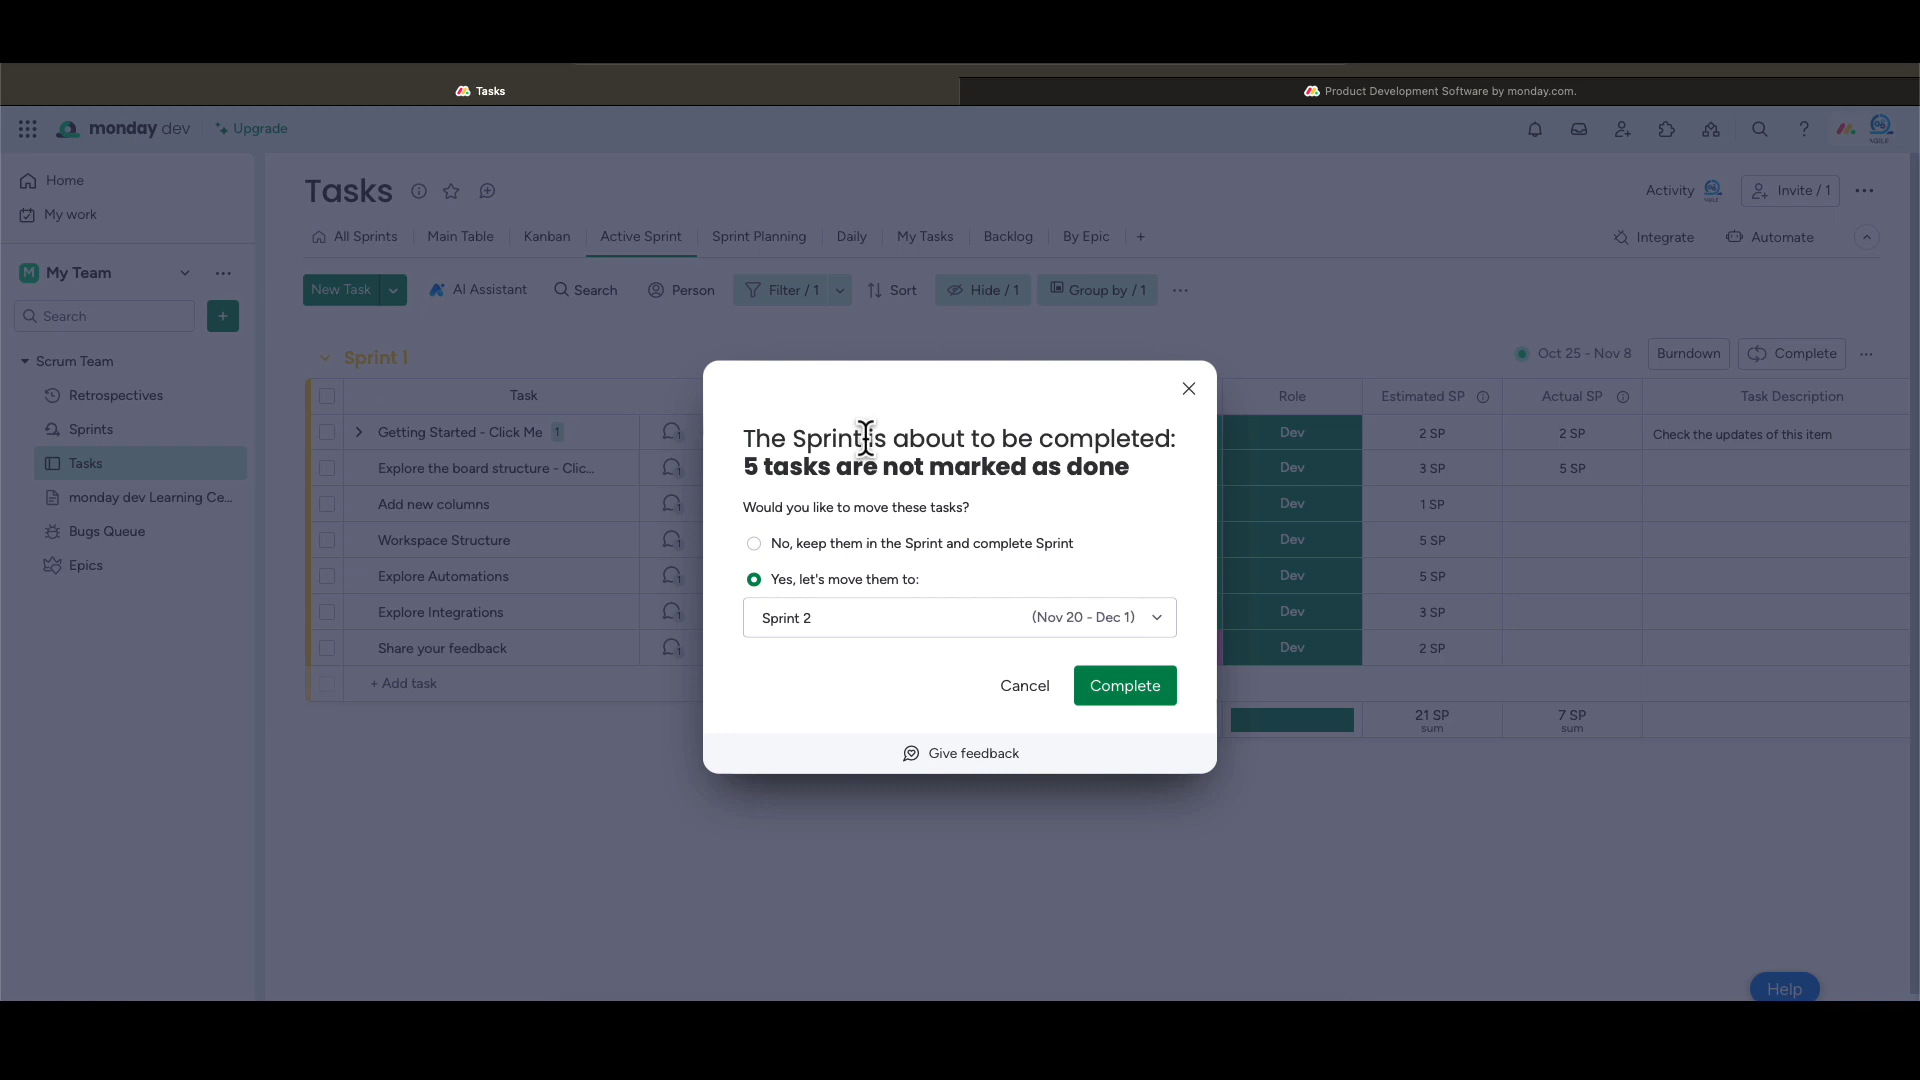 Tasks
Product Development Software by monday.com.
monday dev
Upgrade
AGILE
Home
My work
M My Team
Search
+
Scrum Team
Retrospectives
Sprints
Tasks
monday dev Learning Ce...
Bugs Queue
Epics
Tasks
Activity
Invite / 1
All Sprints
Main Table
Kanban
Active Sprint
Sprint Planning
Daily
My Tasks
Backlog
By Epic
+
Integrate
Automate
New Task
AI Assistant
Search
Person
Filter / 1
Sort
Hide / 1
Group by / 1
Sprint 1
Oct 25 - Nov 8
Burndown
Complete
Task
Role
Estimated SP
Actual SP
Task Description
Getting Started - Click Me 1
1
Dev
2 SP
2 SP
Check the updates of this item
Explore the board structure - Clic...
1
Dev
3 SP
5 SP
Add new columns
1
Dev
1 SP
Workspace Structure
1
Dev
5 SP
Explore Automations
1
Dev
5 SP
Explore Integrations
1
Dev
3 SP
Share your feedback
1
Dev
2 SP
+ Add task
21 SP
sum
7 SP
sum
The Sprint is about to be completed:
5 tasks are not marked as done
Would you like to move these tasks?
No, keep them in the Sprint and complete Sprint
Yes, let's move them to:
Sprint 2
(Nov 20 - Dec 1)
Cancel
Complete
Give feedback
Help